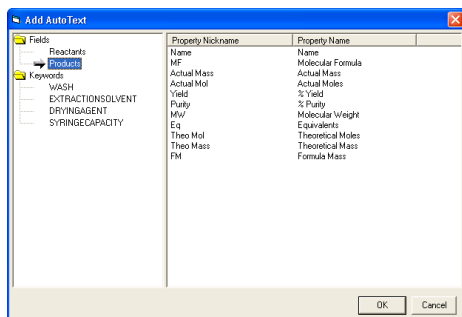 Add AutoText
Fields
Reactants
Products
Keywords
WASH
EXTRACTIONSOLVENT
DRYINGAGENT
SYRINGECAPACITY
Property Nickname Property Name
Name Name
MF Molecular Formula
Actual Mass Actual Mass
Actual Mol Actual Moles
Yield % Yield
Purity % Purity
MW Molecular Weight
Eq Equivalents
Theo Mol Theoretical Moles
Theo Mass Theoretical Mass
FM Formula Mass
OK Cancel